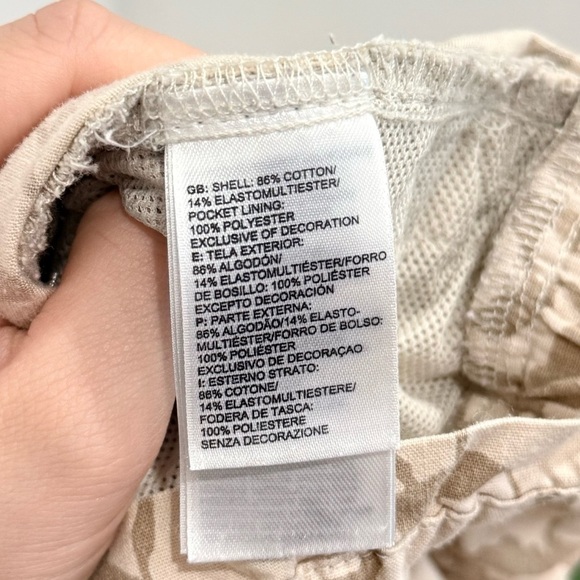 GB: SHELL: 86% COTTON/
14% ELASTOMULTIESTER/
POCKET LINING:
100% POLYESTER
EXCLUSIVE OF DECORATION
E: TELA EXTERIOR:
86% ALGODÓN/
14% ELASTOMULTIÉSTER/FORRO
DE BOSILLO: 100% POLIÉSTER
EXCEPTO DECORACIÓN
P: PARTE EXTERNA:
86% ALGODÃO/14% ELASTO-
MULTIÉSTER/FORRO DE BOLSO:
100% POLIÉSTER
EXCLUSIVO DE DECORAÇAO
I: ESTERNO STRATO:
86% COTONE/
14% ELASTOMULTIESTERE/
FODERA DE TASCA:
100% POLIESTERE
SENZA DECORAZIONE